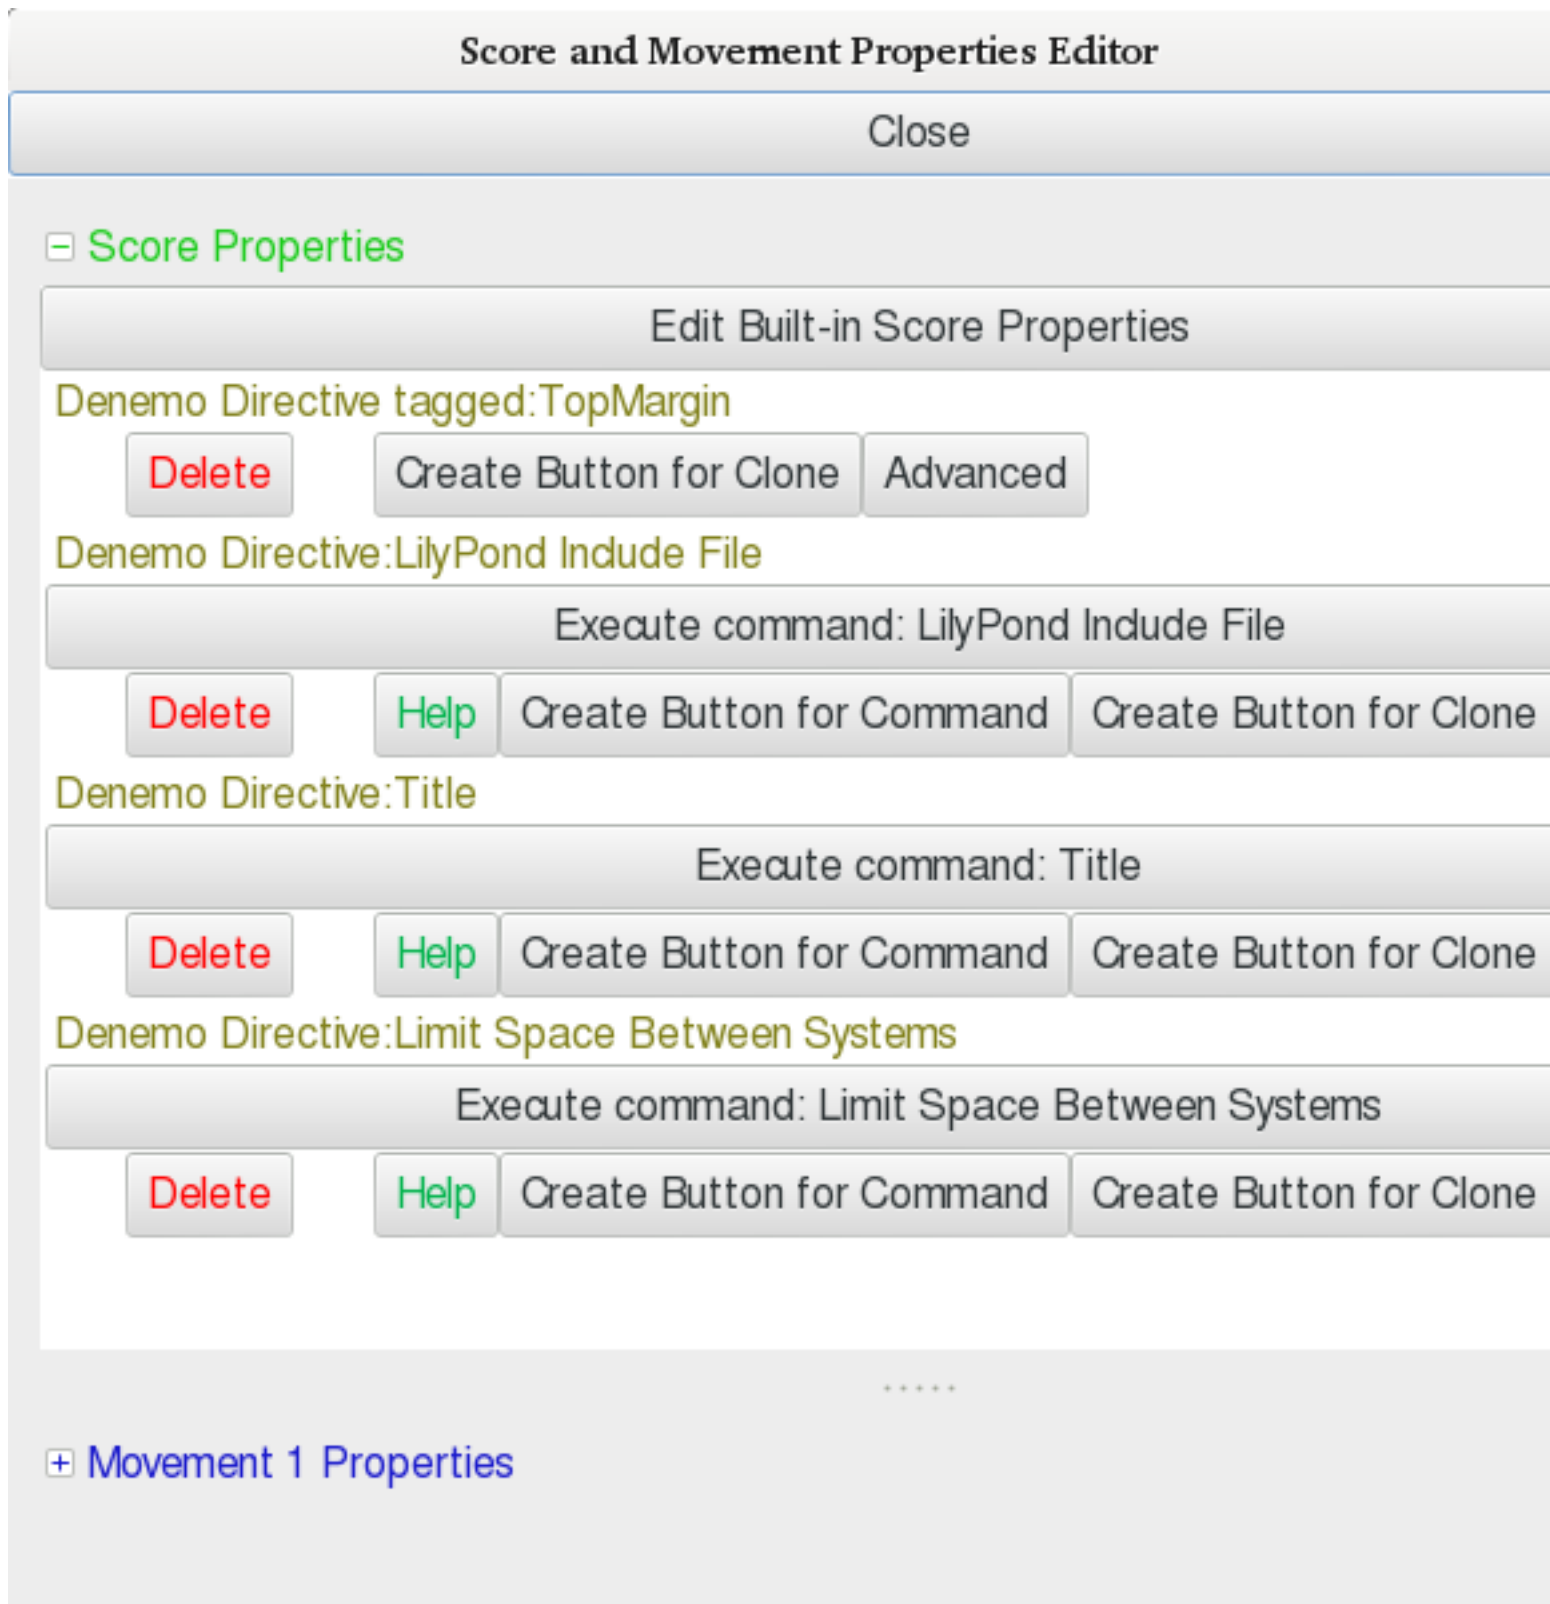 Score and Movement Properties Editor
Close
Score Properties
Edit Built-in Score Properties
Denemo Directive tagged:TopMargin
Delete Create Button for Clone Advanced
Denemo Directive:LilyPond Include File
Execute command: LilyPond Include File
Delete Help Create Button for Command Create Button for Clone
Denemo Directive:Title
Execute command: Title
Delete Help Create Button for Command Create Button for Clone
Denemo Directive:Limit Space Between Systems
Execute command: Limit Space Between Systems
Delete Help Create Button for Command Create Button for Clone
Movement 1 Properties